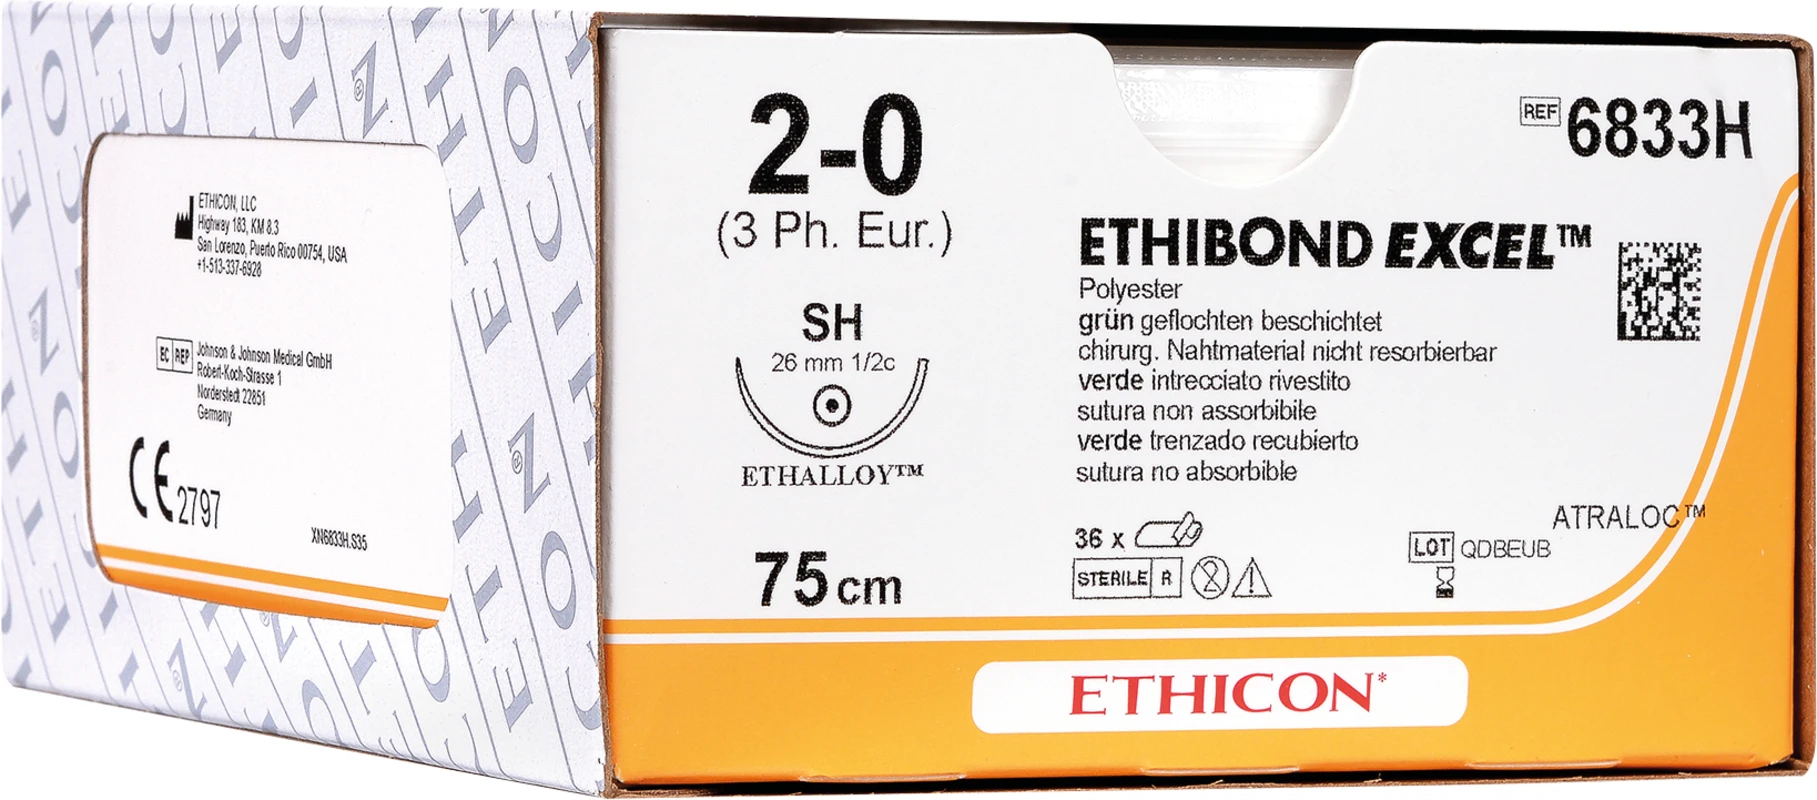 ETHICON, LLC
Highway 183, KM 8.3
San Lorenzo, Puerto Rico 00754, USA
+1-513-337-6928
EC REP
Johnson & Johnson Medical GmbH
Robert-Koch-Strasse 1
Norderstedt 22851
Germany
CE 2797
XN6833H.S35
2-0
(3 Ph. Eur.)
SH
26 mm 1/2c
ETHALLOY™
75 cm
REF 6833H
ETHIBOND EXCEL™
Polyester
grün geflochten beschichtet
chirurg. Nahtmaterial nicht resorbierbar
verde intrecciato rivestito
sutura non assorbibile
verde trenzado recubierto
sutura no absorbible
36 x
STERILE R
2
ATRALOC™
LOT QDBEUB
ETHICON*